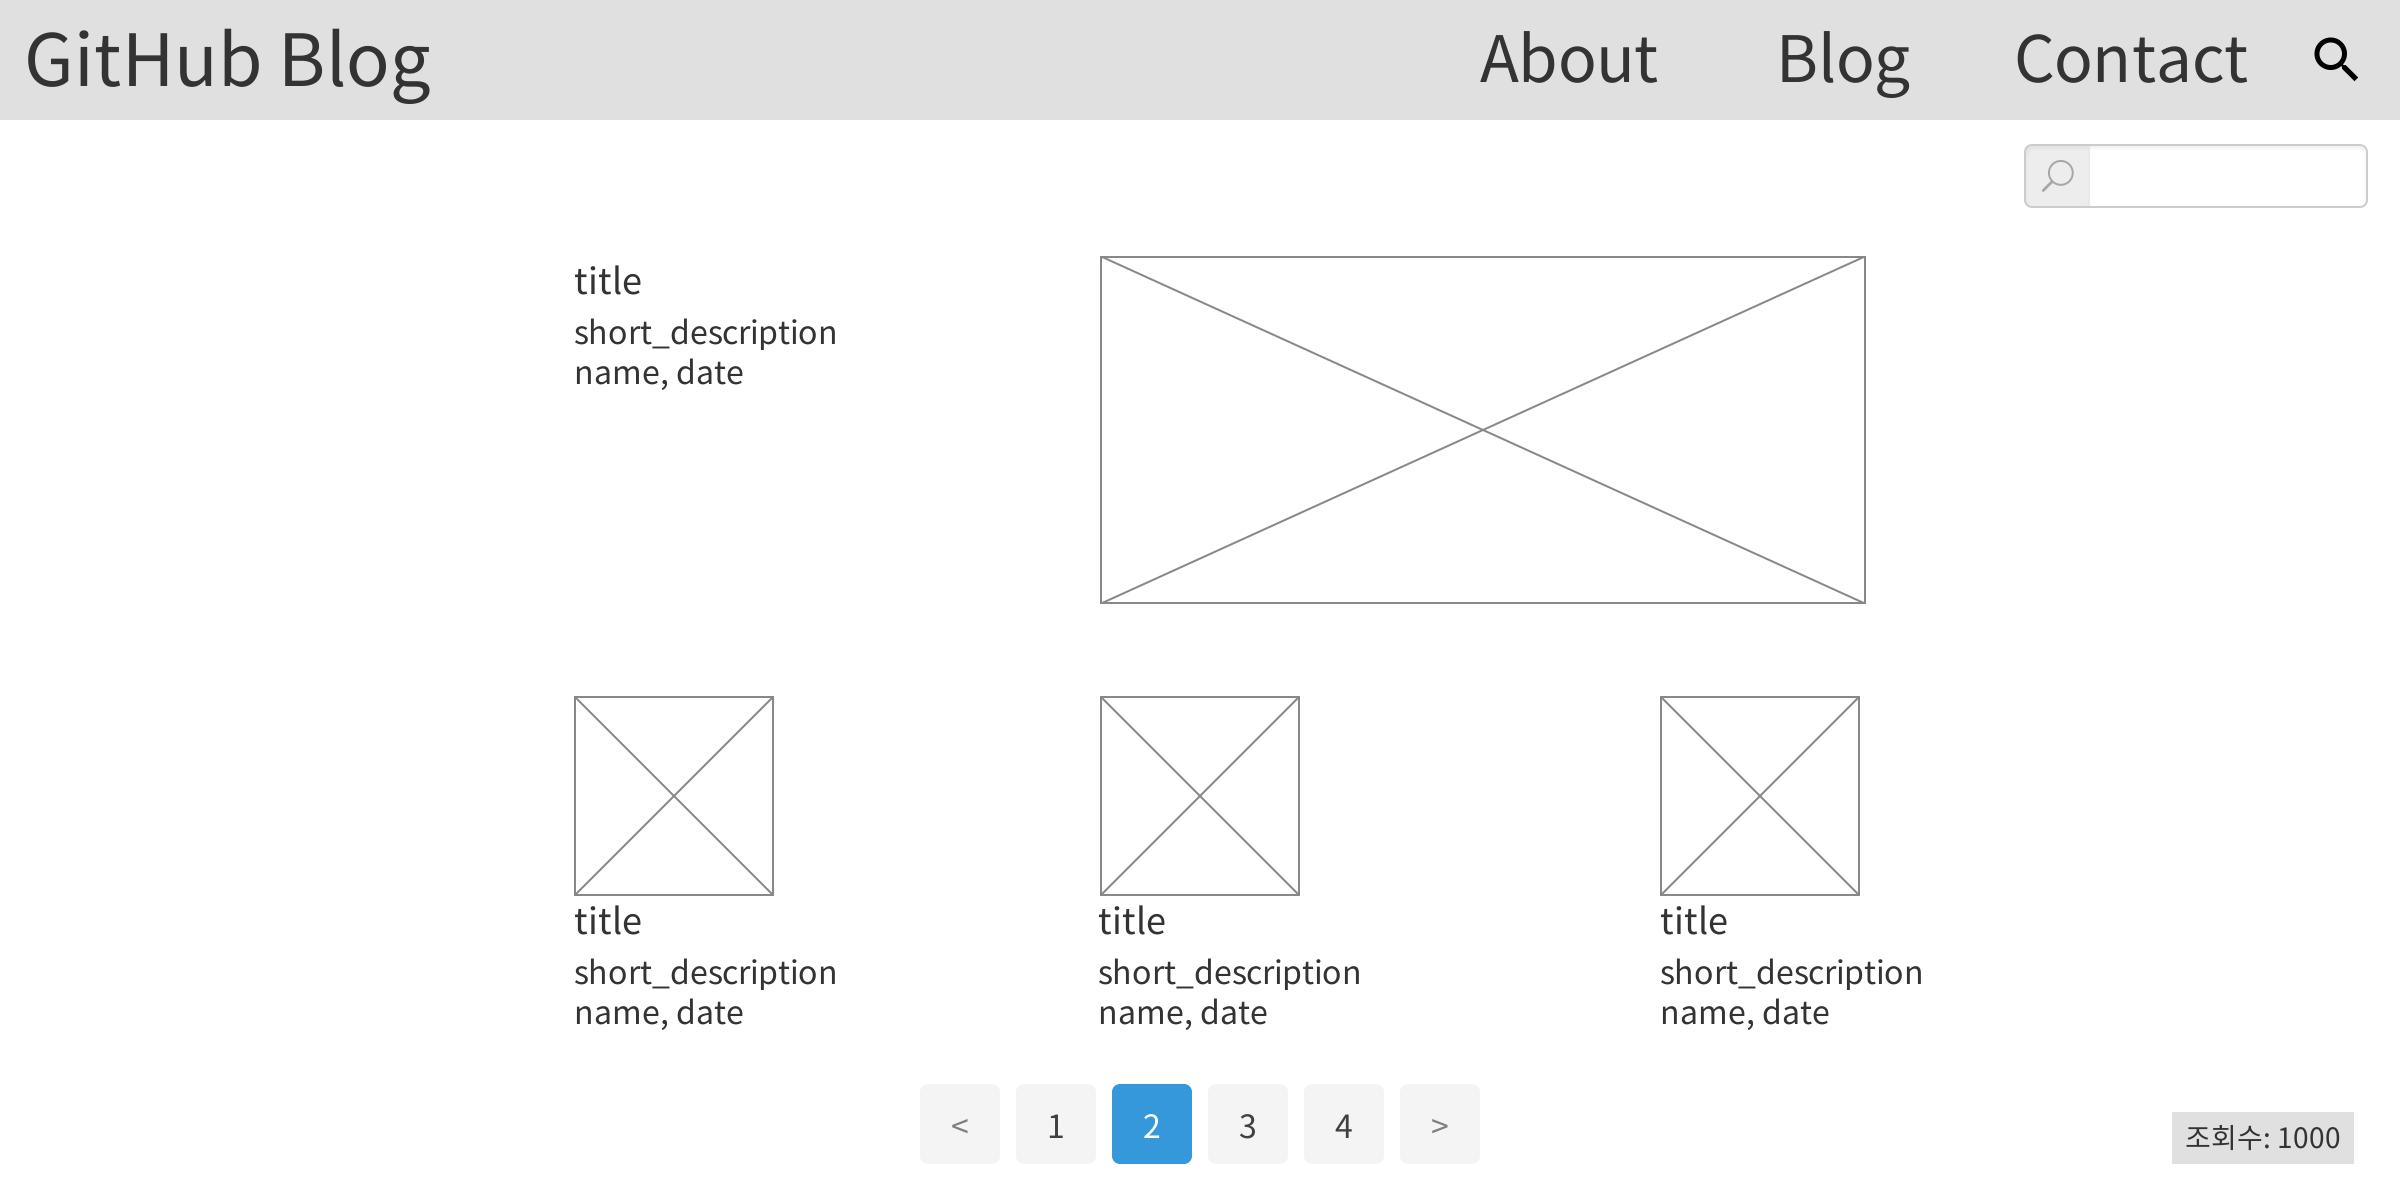 GitHub Blog
About
Blog
Contact
title
short_description
name, date
title
short_description
name, date
title
short_description
name, date
title
short_description
name, date
< 1 2 3 4 >
조회수: 1000